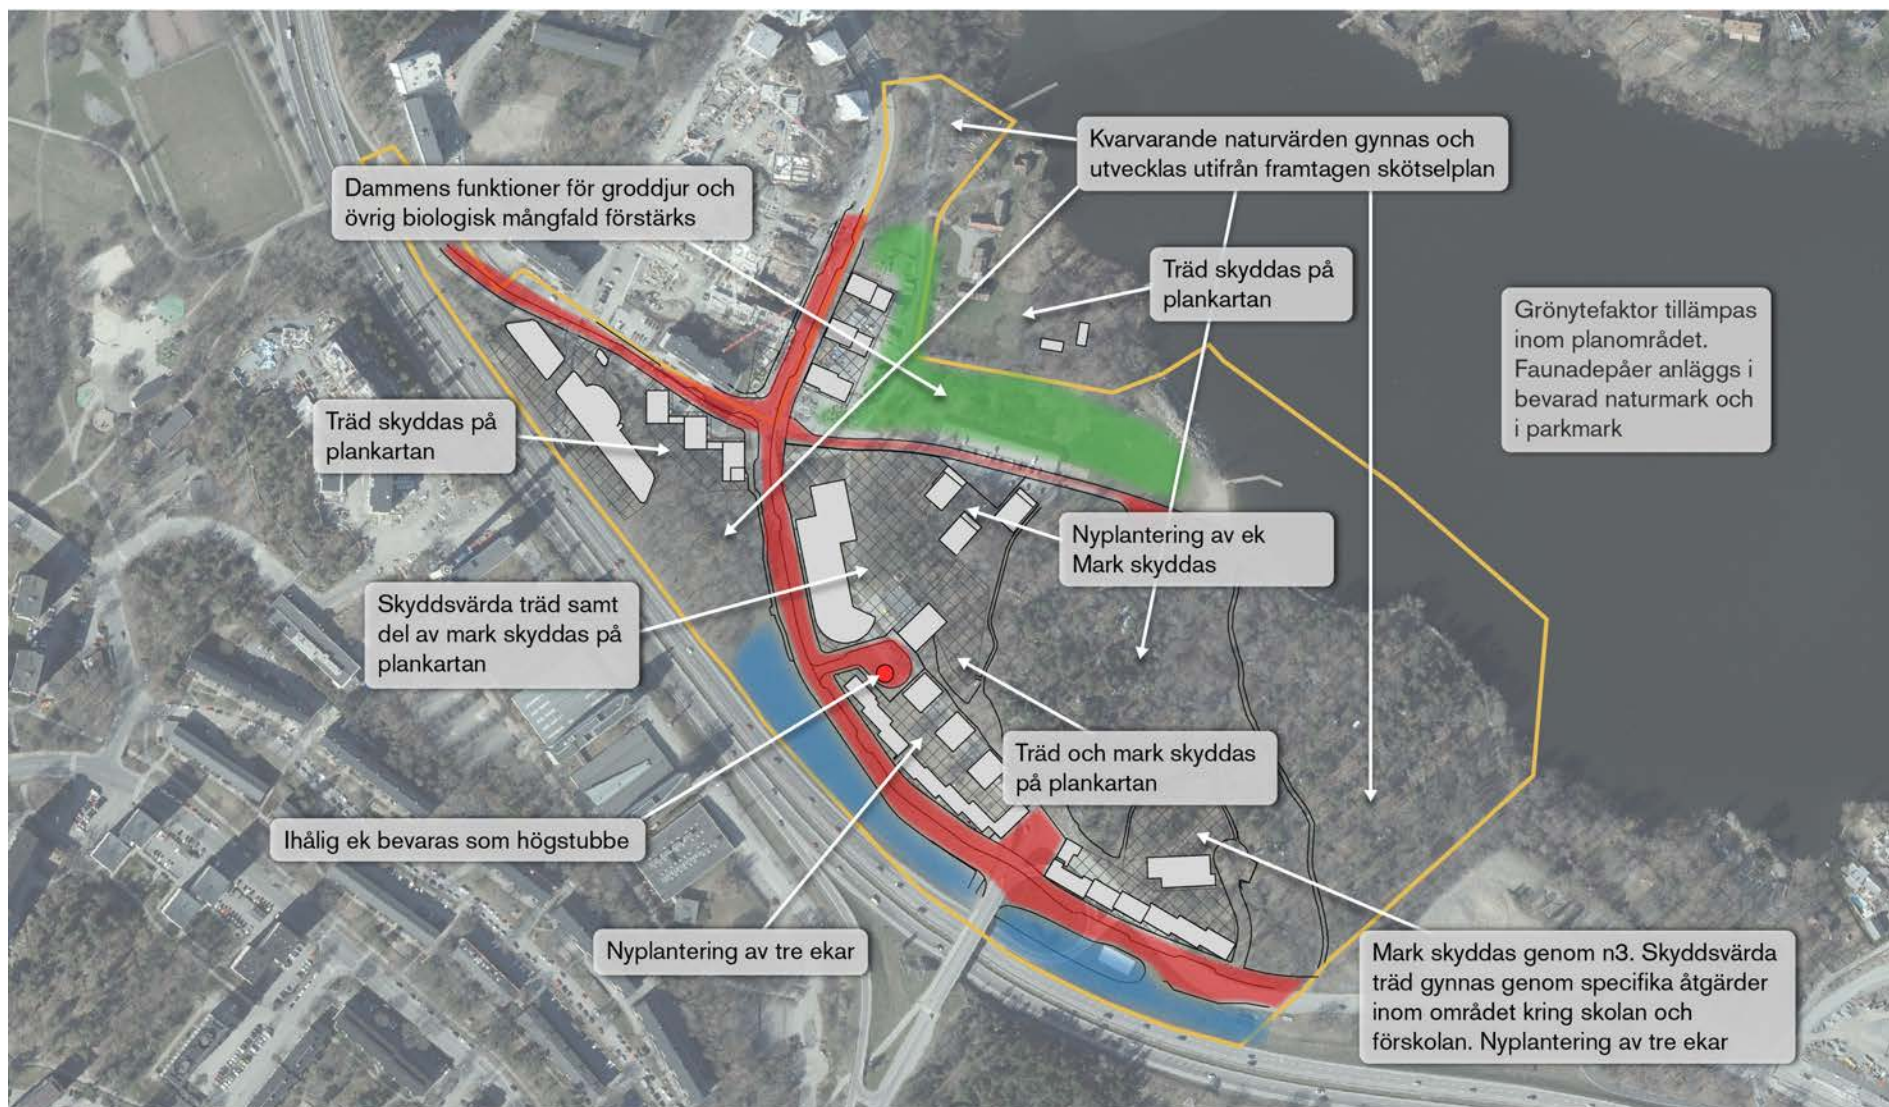 Kvarvarande naturvärden gynnas och
utvecklas utifrån framtagen skötselplan
Dammens funktioner för groddjur och
övrig biologisk mångfald förstärks
Träd skyddas på
plankartan
Grönytefaktor tillämpas
inom planområdet.
Faunadepåer anläggs i
bevarad naturmark och
i parkmark
Träd skyddas på
plankartan
Nyplantering av ek
Mark skyddas
Skyddsvärda träd samt
del av mark skyddas på
plankartan
Träd och mark skyddas
på plankartan
Ihålig ek bevaras som högstubbe
Nyplantering av tre ekar
Mark skyddas genom n3. Skyddsvärda
träd gynnas genom specifika åtgärder
inom området kring skolan och
förskolan. Nyplantering av tre ekar